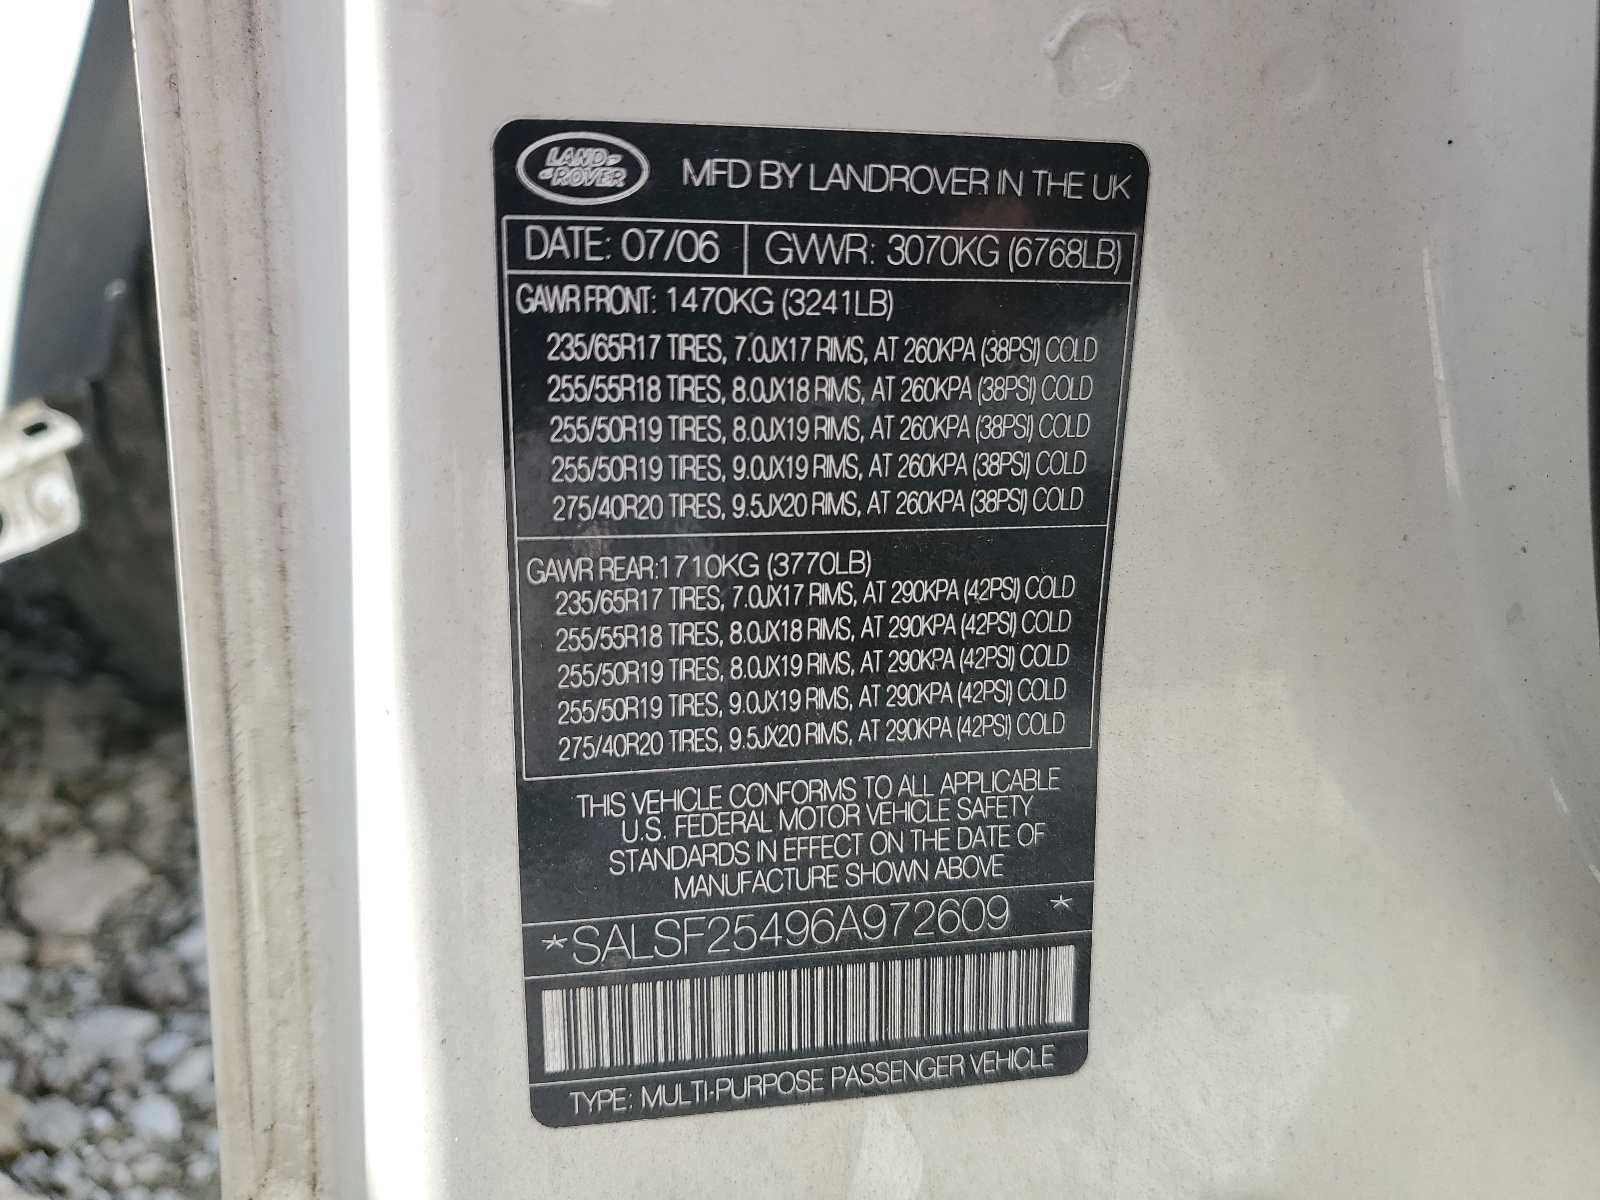 LAND-
-ROVER
MFD BY LANDROVER IN THE UK
DATE: 07/06 GVWR: 3070KG (6768LB)
GAWR FRONT: 1470KG (3241LB)
235/65R17 TIRES, 7.0JX17 RIMS, AT 260KPA (38PSI) COLD
255/55R18 TIRES, 8.0JX18 RIMS, AT 260KPA (38PSI) COLD
255/50R19 TIRES, 8.0JX19 RIMS, AT 260KPA (38PSI) COLD
255/50R19 TIRES, 9.0JX19 RIMS, AT 260KPA (38PSI) COLD
275/40R20 TIRES, 9.5JX20 RIMS, AT 260KPA (38PSI) COLD
GAWR REAR:1710KG (3770LB)
235/65R17 TIRES, 7.0JX17 RIMS, AT 290KPA (42PSI) COLD
255/55R18 TIRES, 8.0JX18 RIMS, AT 290KPA (42PSI) COLD
255/50R19 TIRES, 8.0JX19 RIMS, AT 290KPA (42PSI) COLD
255/50R19 TIRES, 9.0JX19 RIMS, AT 290KPA (42PSI) COLD
275/40R20 TIRES, 9.5JX20 RIMS, AT 290KPA (42PSI) COLD
THIS VEHICLE CONFORMS TO ALL APPLICABLE
U.S. FEDERAL MOTOR VEHICLE SAFETY
STANDARDS IN EFFECT ON THE DATE OF
MANUFACTURE SHOWN ABOVE
*SALSF25496A972609 *
TYPE: MULTI-PURPOSE PASSENGER VEHICLE